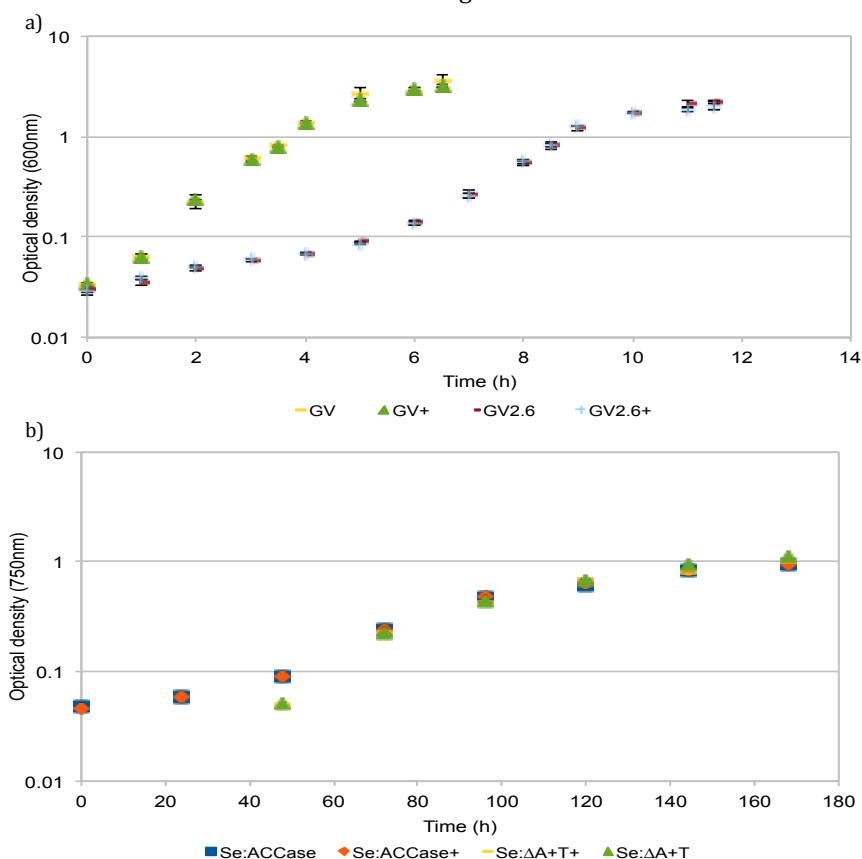 a)
10
1
0.1
0.01
Optical density (600nm)
0 2 4 6 8 10 12 14
Time (h)
GV GV+ GV2.6 GV2.6+
b)
10
1
0.1
0.01
Optical density (750nm)
0 20 40 60 80 100 120 140 160 180
Time (h)
Se:ACCase Se:ACCase+ Se:ΔA+T+ Se:ΔA+T